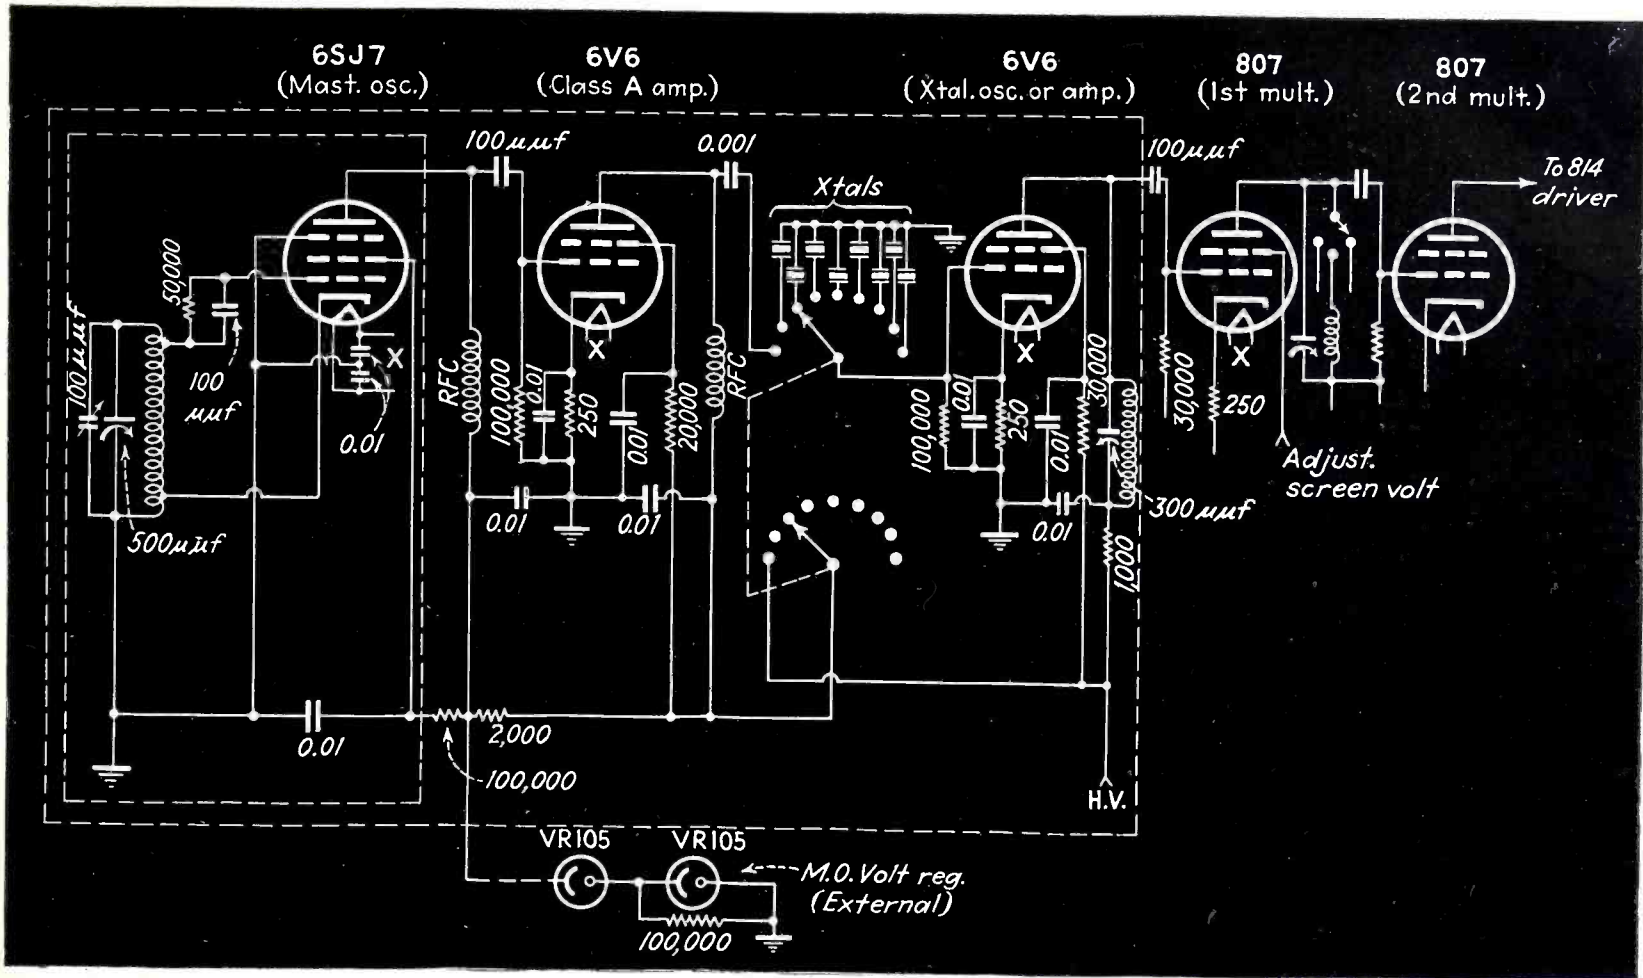 6SJ7
(Mast. osc.)
6V6
(Class A amp.)
6V6
(Xtal. osc. or amp.)
807
(1st mult.)
807
(2nd mult.)
100μμf
0.001
Xtals
100μμf
To 814
driver
50,000
100μμf
100
μμf
X
0.01
500μμf
RFC
100,000
0.01
X
250
0.01
20,000
RFC
0.01
0.01
100,000
0.01
X
250
0.01
30,000
0.01
300μμf
1,000
30,000
X
250
Adjust.
screen volt
0.01
2,000
100,000
H.V.
VR105
VR105
M.O. Volt reg.
(External)
100,000